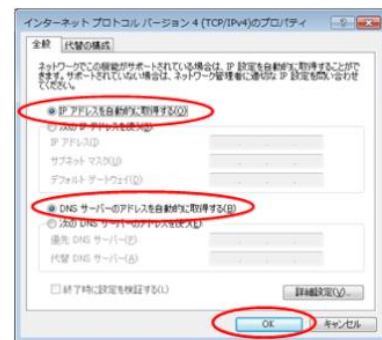 インターネット プロトコル バージョン 4 (TCP/IPv4)のプロパティ
全般 代替の構成
ネットワークでこの機能がサポートされている場合は、IP 設定を自動的に取得することがで
きます。サポートされていない場合は、ネットワーク管理者に適切な IP 設定を問い合わせ
てください。
IP アドレスを自動的に取得する(O)
次の IP アドレスを使う(S):
IP アドレス(I):
サブネット マスク(U):
デフォルト ゲートウェイ(D):
DNS サーバーのアドレスを自動的に取得する(B)
次の DNS サーバーのアドレスを使う(E):
優先 DNS サーバー(P):
代替 DNS サーバー(A):
終了時に設定を検証する(L)
詳細設定(V)...
OK キャンセル